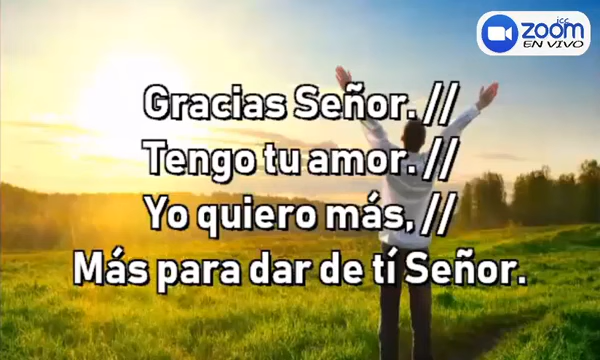 icc
zoom
EN VIVO
Gracias Señor. //
Tengo tu amor. //
Yo quiero más, //
Más para dar de tí Señor.